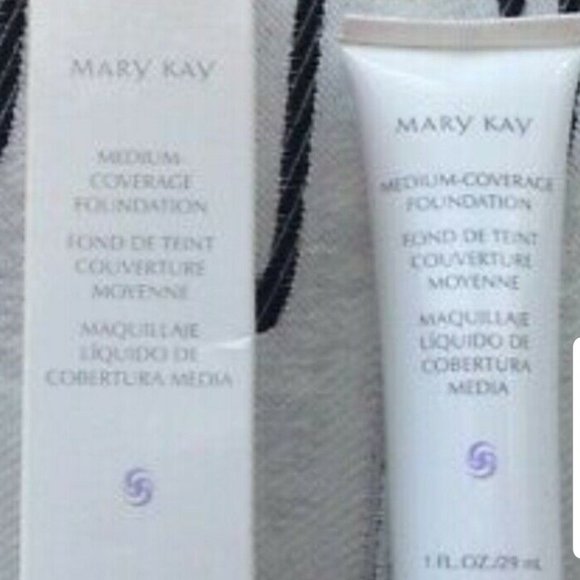 MARY KAY
MEDIUM-
COVERAGE
FOUNDATION
FOND DE TEINT
COUVERTURE
MOYENNE
MAQUILLAJE
LÍQUIDO DE
COBERTURA MEDIA
MARY KAY
MEDIUM-COVERAGE
FOUNDATION
FOND DE TEINT
COUVERTURE
MOYENNE
MAQUILLAJE
LÍQUIDO DE
COBERTURA
MEDIA
1 FL. OZ./29 mL